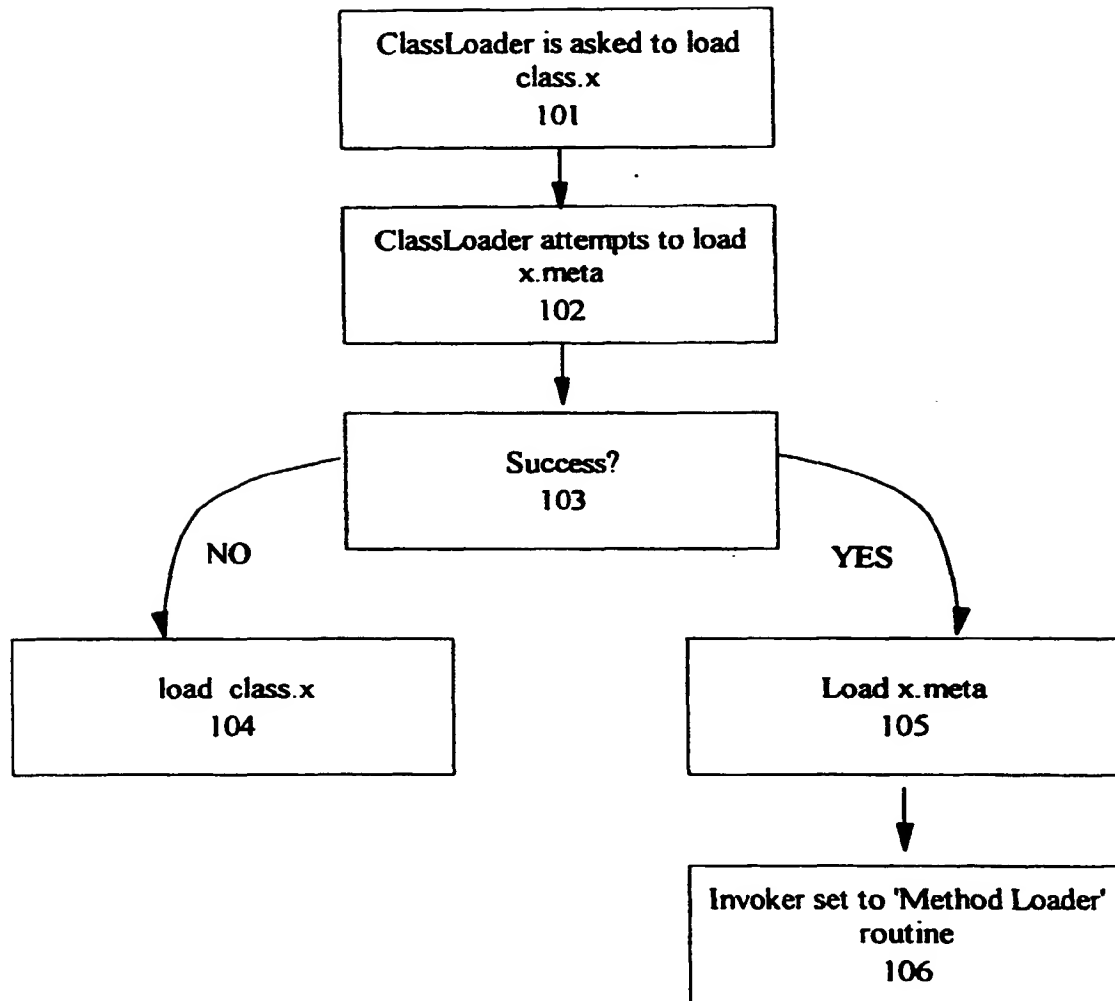 ClassLoader is asked to load
class.x
101
ClassLoader attempts to load
x.meta
102
Success?
103
NO
YES
load class.x
104
Load x.meta
105
Invoker set to 'Method Loader'
routine
106